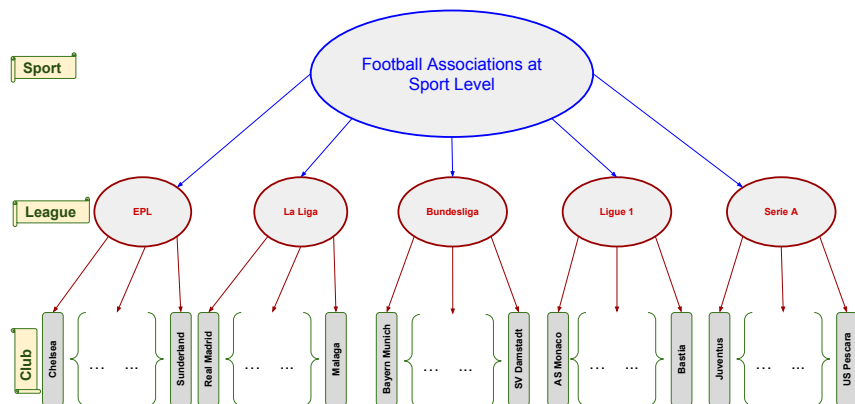 Sport
Football Associations at
Sport Level
League
EPL
La Liga
Bundesliga
Ligue 1
Serie A
Club
Chelsea
... ...
Sunderland
Real Madrid
... ...
Malaga
Bayern Munich
... ...
SV Damstadt
AS Monaco
... ...
Bastia
Juventus
... ...
US Pescara